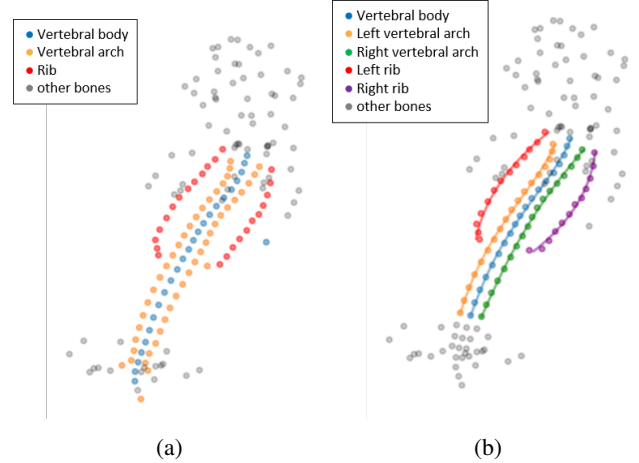 Vertebral body
Vertebral arch
Rib
other bones
Vertebral body
Left vertebral arch
Right vertebral arch
Left rib
Right rib
other bones
(a)
(b)